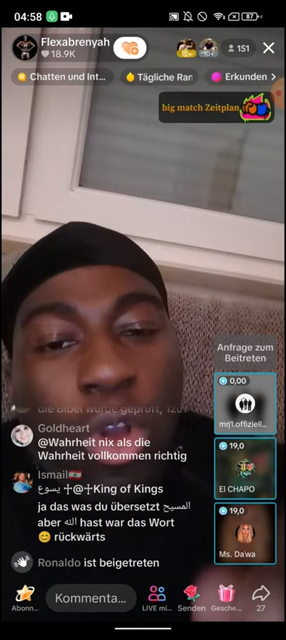 04:58
87
Flexabrenyah
18.9K
151
Chatten und Int...
Tägliche Ran
Erkunden
big match Zeitplan
Anfrage zum
Beitreten
0,00
mrj1.offiziell...
19,0
El CHAPO
19,0
Ms. Da'wa
die Bibel wurde geprüft, 1201
Goldheart
@Wahrheit nix als die
Wahrheit vollkommen richtig
Ismail🇱🇧
يسوع ✝️@✝️King of Kings
ja das was du übersetzt المسيح
aber الله hast war das Wort
😊 rückwärts
Ronaldo ist beigetreten
Kommenta...
Abonn...
LIVE mi...
Senden
Gesche...
27